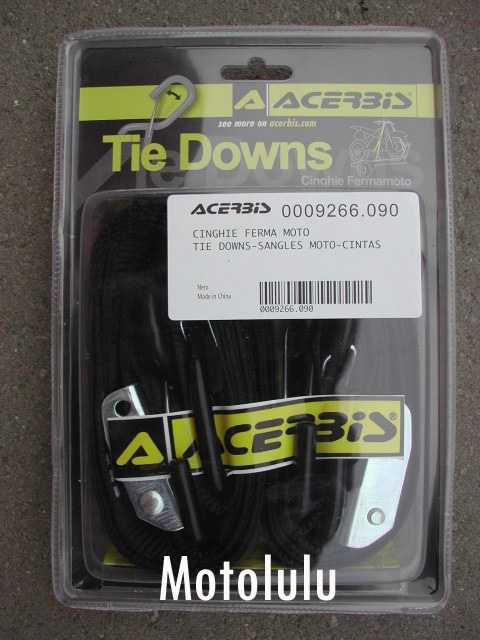 ACERBIS®
see more on acerbis.com
Tie Downs
Cinghie Fermamoto
ACERBIS 0009266.090
CINGHIE FERMA MOTO
TIE DOWNS-SANGLES MOTO-CINTAS
Nero
Made in China
0009266.090
ACERBIS®
Motolulu